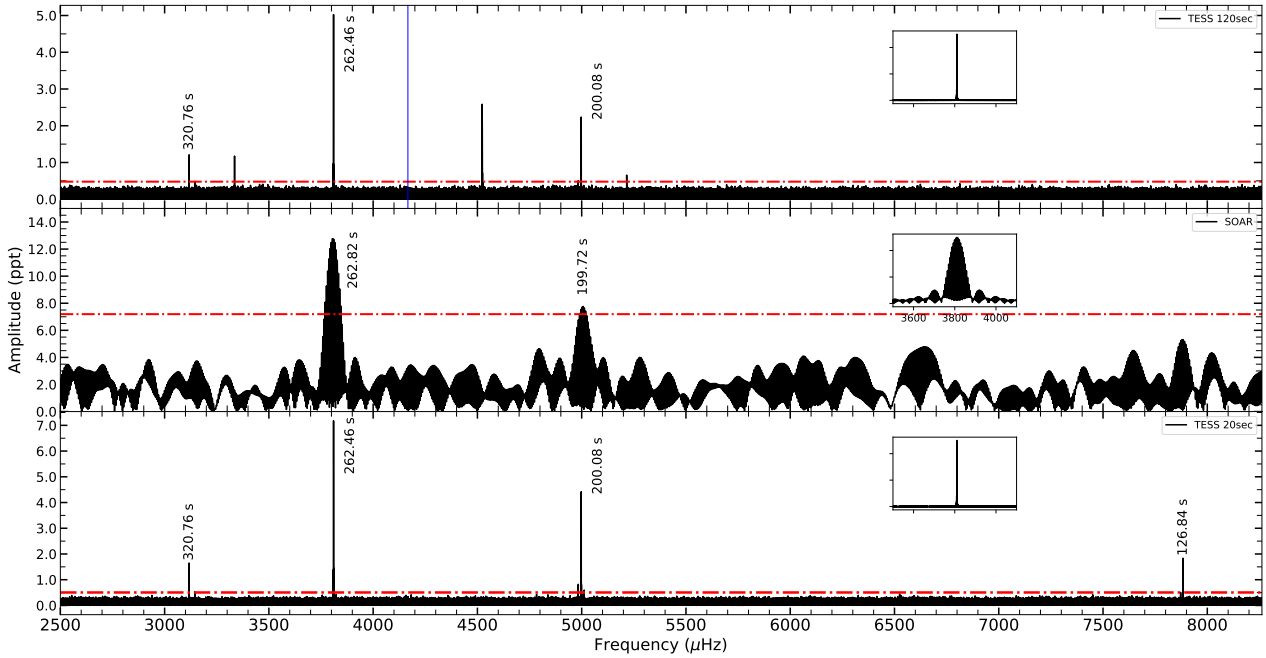 TESS 120sec
5.0
4.0
3.0
2.0
1.0
0.0
320.76 s
262.46 s
200.08 s
SOAR
14.0
12.0
10.0
8.0
6.0
4.0
2.0
0.0
262.82 s
199.72 s
3600 3800 4000
Amplitude (ppt)
TESS 20sec
7.0
6.0
5.0
4.0
3.0
2.0
1.0
0.0
320.76 s
262.46 s
200.08 s
126.84 s
2500 3000 3500 4000 4500 5000 5500 6000 6500 7000 7500 8000
Frequency (μHz)